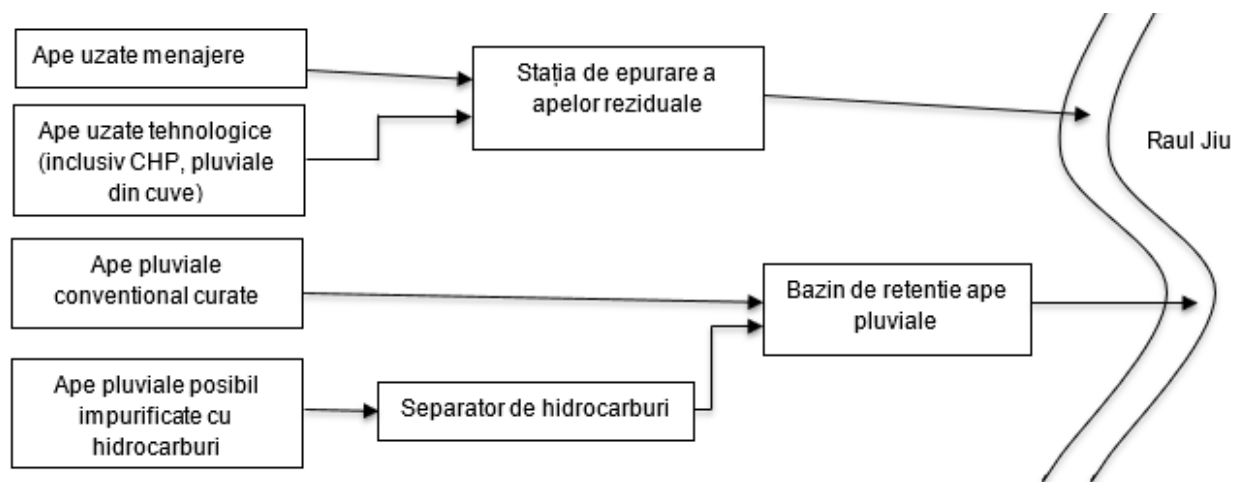 Ape uzate menajere
Stația de epurare a
apelor reziduale
Ape uzate tehnologice
(inclusiv CHP, pluviale
din cuve)
Raul Jiu
Ape pluviale
conventional curate
Bazin de retentie ape
pluviale
Ape pluviale posibil
impurificate cu
hidrocarburi
Separator de hidrocarburi